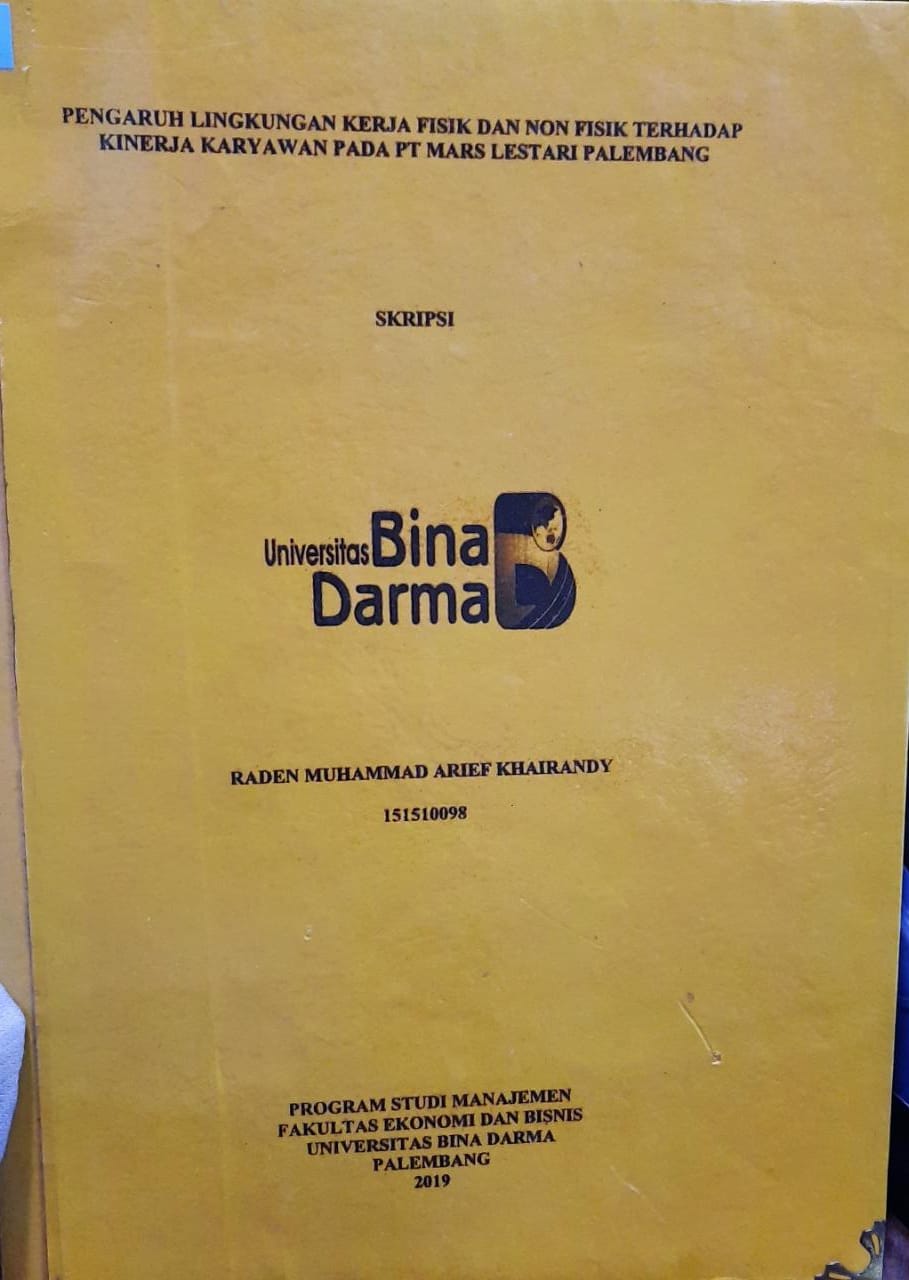 PENGARUH LINGKUNGAN KERJA FISIK DAN NON FISIK TERHADAP
KINERJA KARYAWAN PADA PT MARS LESTARI PALEMBANG
SKRIPSI
Universitas Bina
Darma
RADEN MUHAMMAD ARIEF KHAIRANDY
151510098
PROGRAM STUDI MANAJEMEN
FAKULTAS EKONOMI DAN BISNIS
UNIVERSITAS BINA DARMA
PALEMBANG
2019